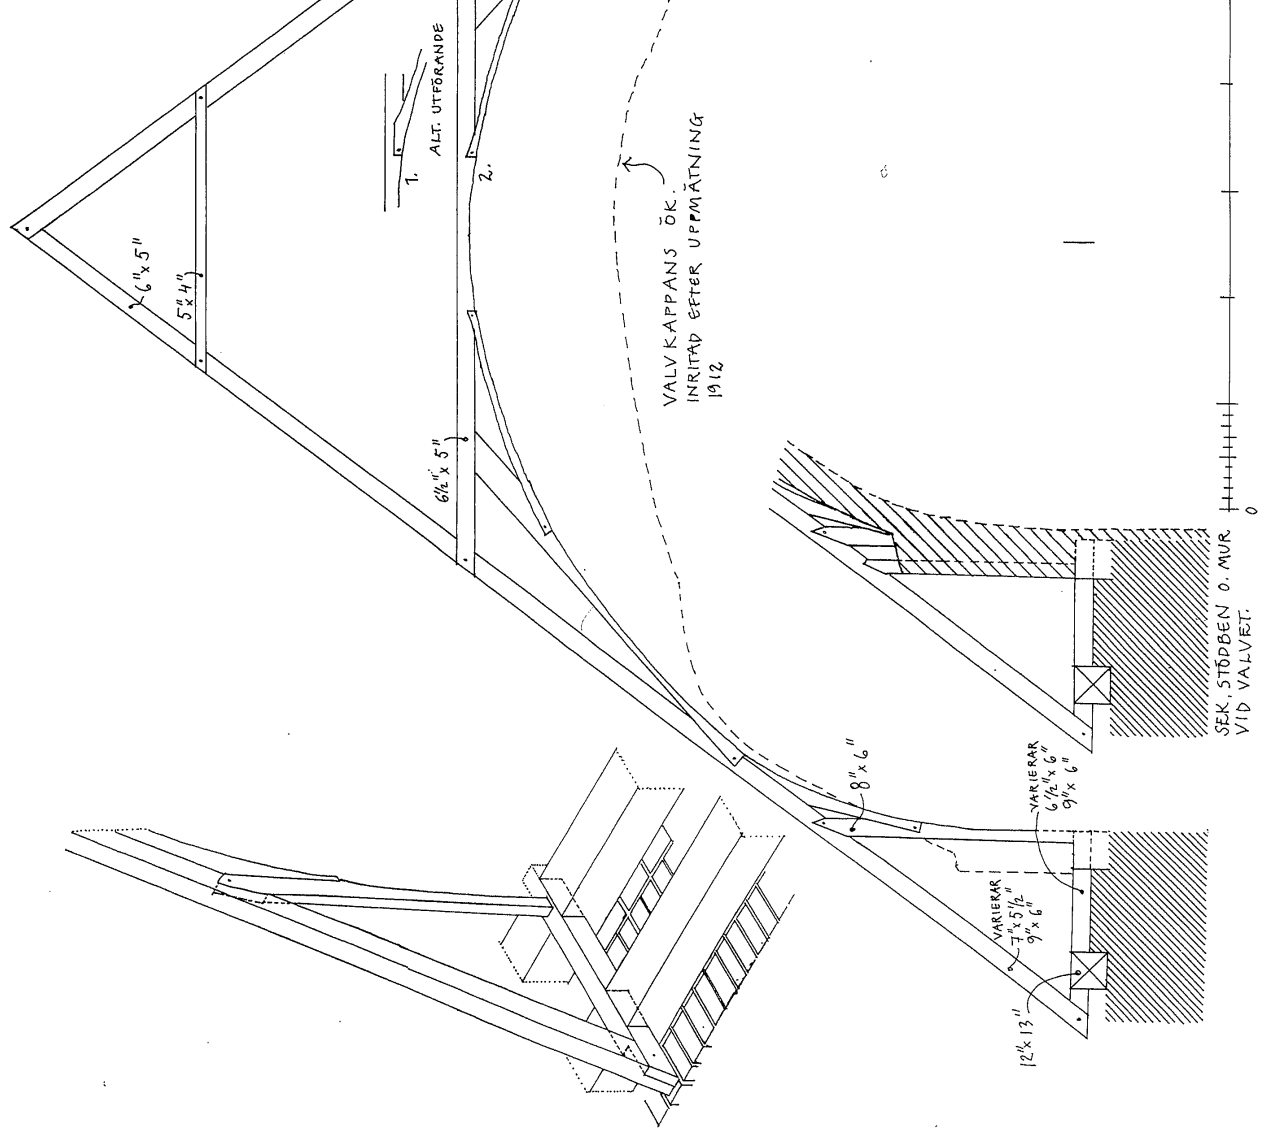 6" x 5"
5" x 4"
1.
ALT. UTFÖRANDE
2.
6½" x 5"
VALVKAPPANS ÖK.
INRITAD EFTER UPPMÄTNING
1912
8" x 6"
VARIERAR
6½" x 6"
9" x 6"
VARIERAR
7" x 5½"
9" x 6"
12" x 13"
SEK. STÖDBEN O. MUR
VID VALVET.
0